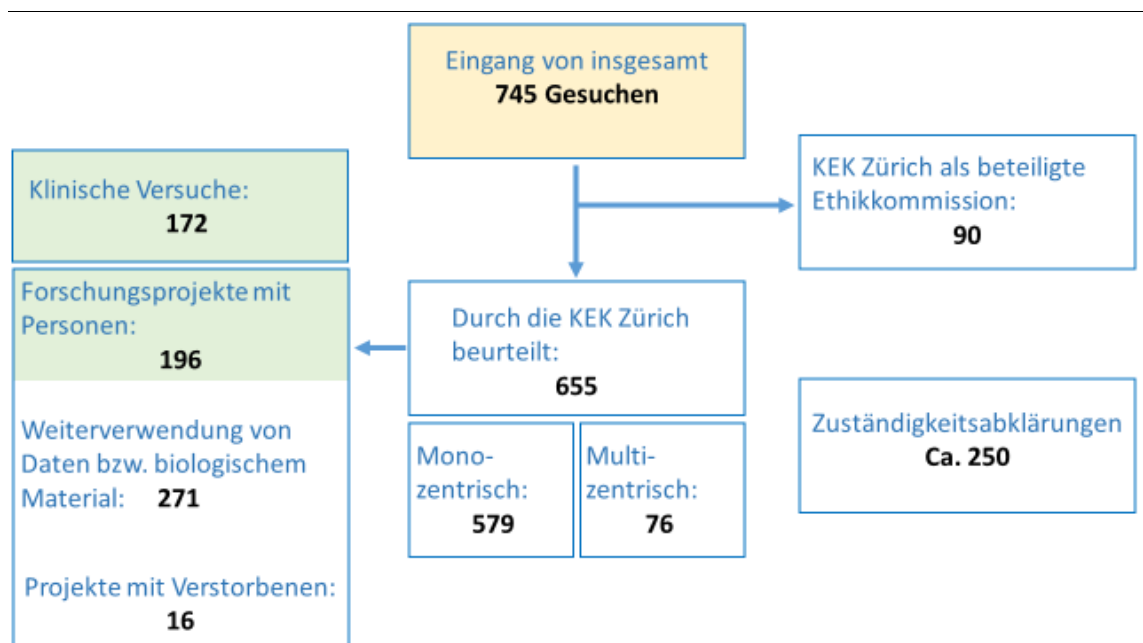 Eingang von insgesamt
745 Gesuchen
KEK Zürich als beteiligte
Ethikkommission:
90
Klinische Versuche:
172
Forschungsprojekte mit
Personen:
196
Weiterverwendung von
Daten bzw. biologischem
Material: 271
Projekte mit Verstorbenen:
16
Durch die KEK Zürich
beurteilt:
655
Mono-
zentrisch:
579
Multi-
zentrisch:
76
Zuständigkeitsabklärungen
Ca. 250